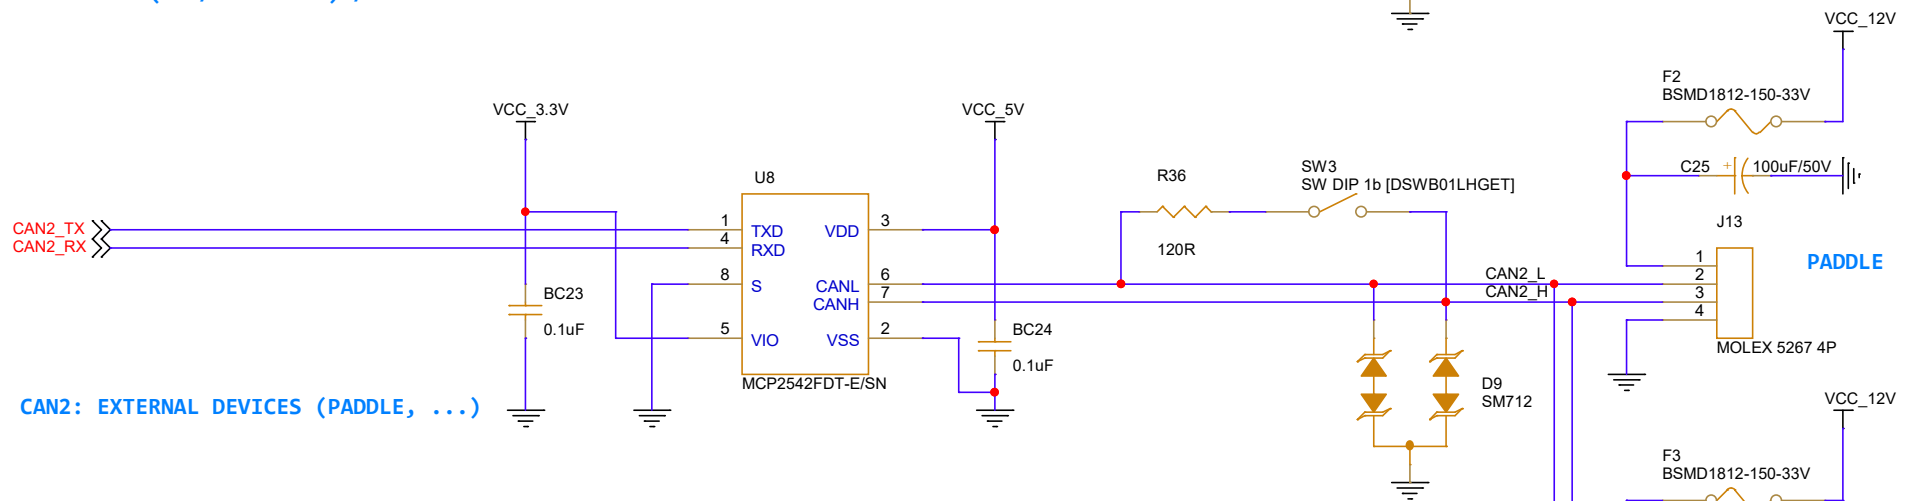 VCC_12V
F2
BSMD1812-150-33V
VCC_3.3V
VCC_5V
C25
+
100uF/50V
U8
R36
SW3
SW DIP 1b [DSWB01LHGET]
J13
CAN2_TX
CAN2_RX
1
TXD
VDD
3
4
RXD
120R
1
PADDLE
8
S
CANL
6
CAN2_L
2
CANH
7
CAN2_H
3
BC23
0.1uF
4
5
VIO
VSS
2
BC24
0.1uF
MOLEX 5267 4P
MCP2542FDT-E/SN
D9
SM712
CAN2: EXTERNAL DEVICES (PADDLE, ...)
VCC_12V
F3
BSMD1812-150-33V